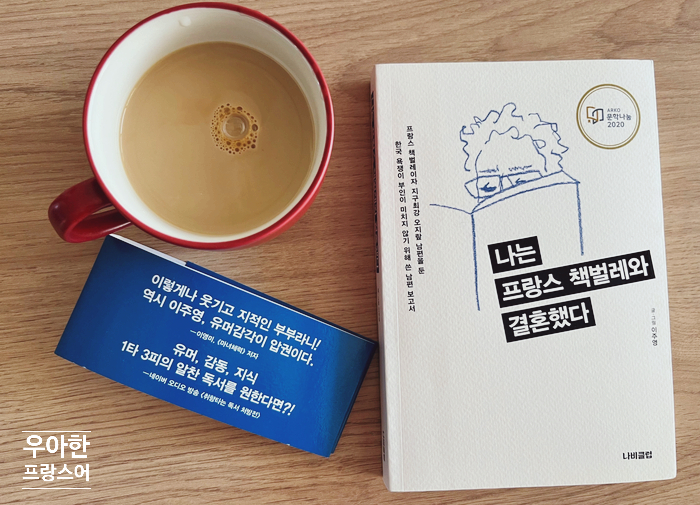 ARKO
문학나눔
2020
프랑스 책벌레이자 지구최강 오지랄 남편을 둔
한국 욕쟁이 부인이 미치지 않기 위해 쓴 남편 보고서
나는
프랑스 책벌레와
결혼했다
글·그림 이주영
나비클럽
이렇게나 웃기고 지적인 부부라니!
역시 이주영, 유머감각이 압권이다.
—이영미, 《마녀체력》 저자
유머, 감동, 지식
1타 3피의 알찬 독서를 원한다면?!
—네이버 오디오 방송 《취향타는 독서 처방전》
우아한
프랑스어